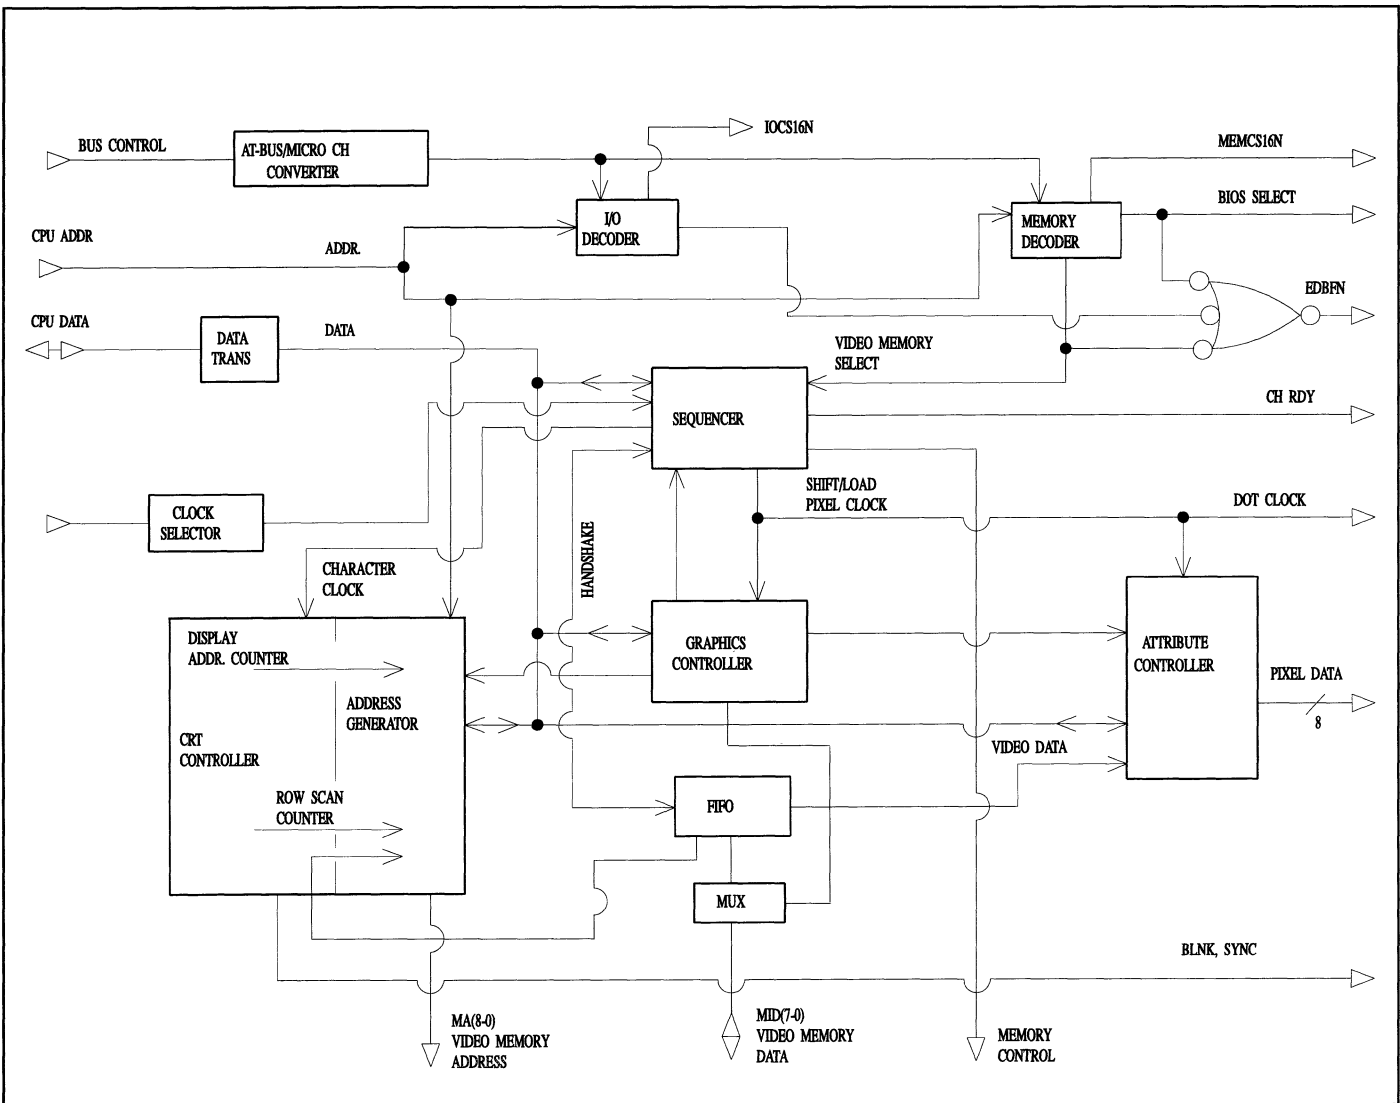 IOCS16N
BUS CONTROL
AT-BUS/MICRO CH
CONVERTER
MEMCS16N
BIOS SELECT
I/O
DECODER
MEMORY
DECODER
CPU ADDR
ADDR.
EDBFN
CPU DATA
DATA
TRANS
DATA
VIDEO MEMORY
SELECT
SEQUENCER
CH RDY
SHIFT/LOAD
PIXEL CLOCK
DOT CLOCK
CLOCK
SELECTOR
HANDSHAKE
CHARACTER
CLOCK
DISPLAY
ADDR. COUNTER
GRAPHICS
CONTROLLER
ATTRIBUTE
CONTROLLER
PIXEL DATA
8
ADDRESS
GENERATOR
CRT
CONTROLLER
VIDEO DATA
ROW SCAN
COUNTER
FIFO
MUX
BLNK, SYNC
MA(8-0)
VIDEO MEMORY
ADDRESS
MID(7-0)
VIDEO MEMORY
DATA
MEMORY
CONTROL